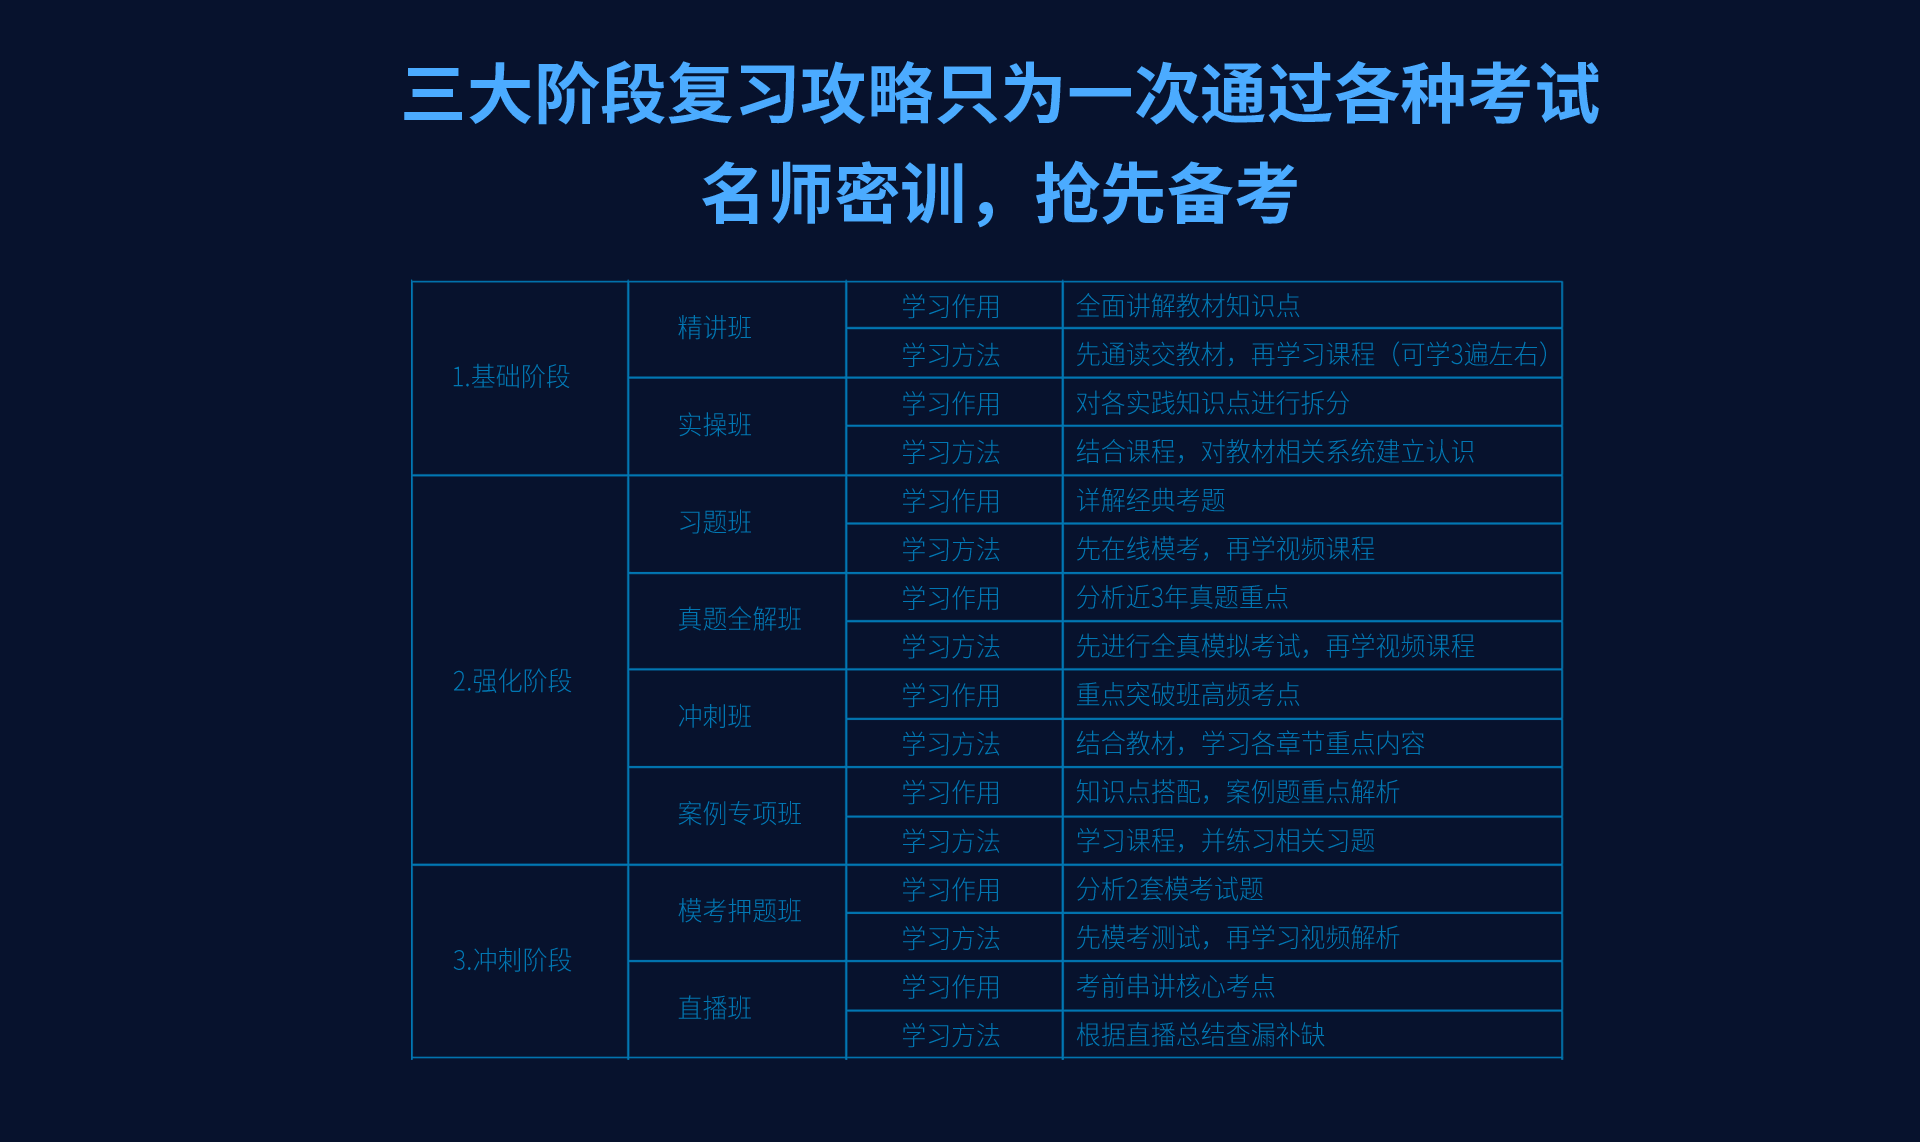 三大阶段复习攻略只为一次通过各种考试
名师密训，抢先备考
1.基础阶段
精讲班
学习作用 全面讲解教材知识点
学习方法 先通读交教材，再学习课程（可学3遍左右）
实操班
学习作用 对各实践知识点进行拆分
学习方法 结合课程，对教材相关系统建立认识
2.强化阶段
习题班
学习作用 详解经典考题
学习方法 先在线模考，再学视频课程
真题全解班
学习作用 分析近3年真题重点
学习方法 先进行全真模拟考试，再学视频课程
冲刺班
学习作用 重点突破班高频考点
学习方法 结合教材，学习各章节重点内容
案例专项班
学习作用 知识点搭配，案例题重点解析
学习方法 学习课程，并练习相关习题
3.冲刺阶段
模考押题班
学习作用 分析2套模考试题
学习方法 先模考测试，再学习视频解析
直播班
学习作用 考前串讲核心考点
学习方法 根据直播总结查漏补缺